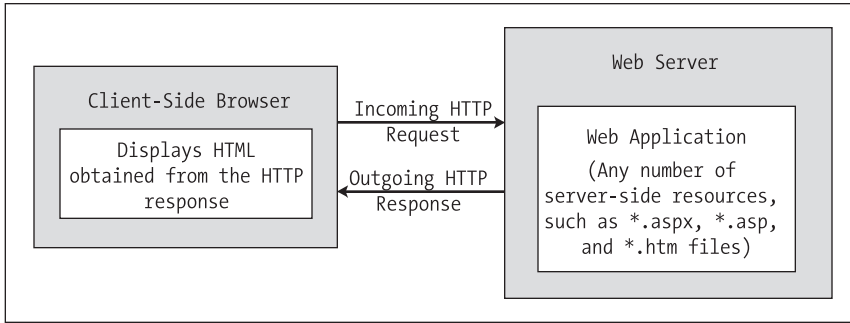 Client-Side Browser
Displays HTML
obtained from the HTTP
response
Incoming HTTP
Request
Outgoing HTTP
Response
Web Server
Web Application
(Any number of
server-side resources,
such as *.aspx, *.asp,
and *.htm files)